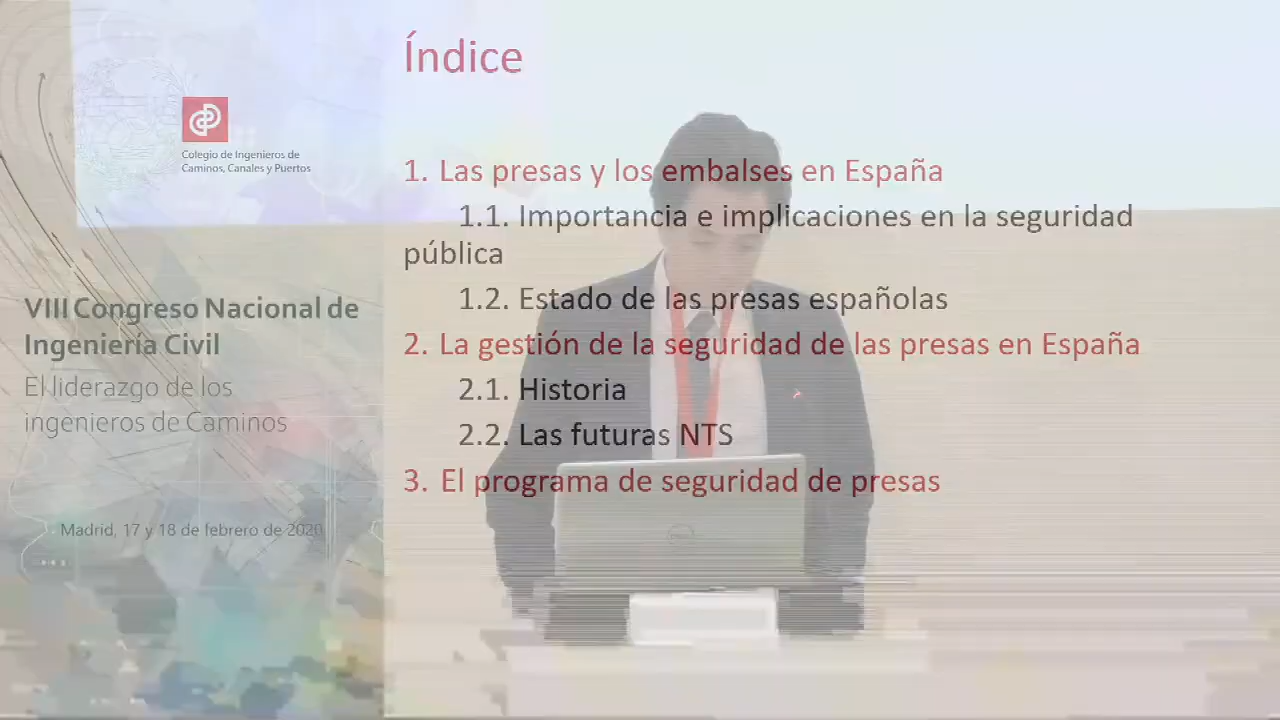 Colegio de Ingenieros de
Caminos, Canales y Puertos
VIII Congreso Nacional de
Ingeniería Civil
El liderazgo de los
ingenieros de Caminos
Madrid, 17 y 18 de febrero de 2020
Índice
1. Las presas y los embalses en España
1.1. Importancia e implicaciones en la seguridad
pública
1.2. Estado de las presas españolas
2. La gestión de la seguridad de las presas en España
2.1. Historia
2.2. Las futuras NTS
3. El programa de seguridad de presas
DELL